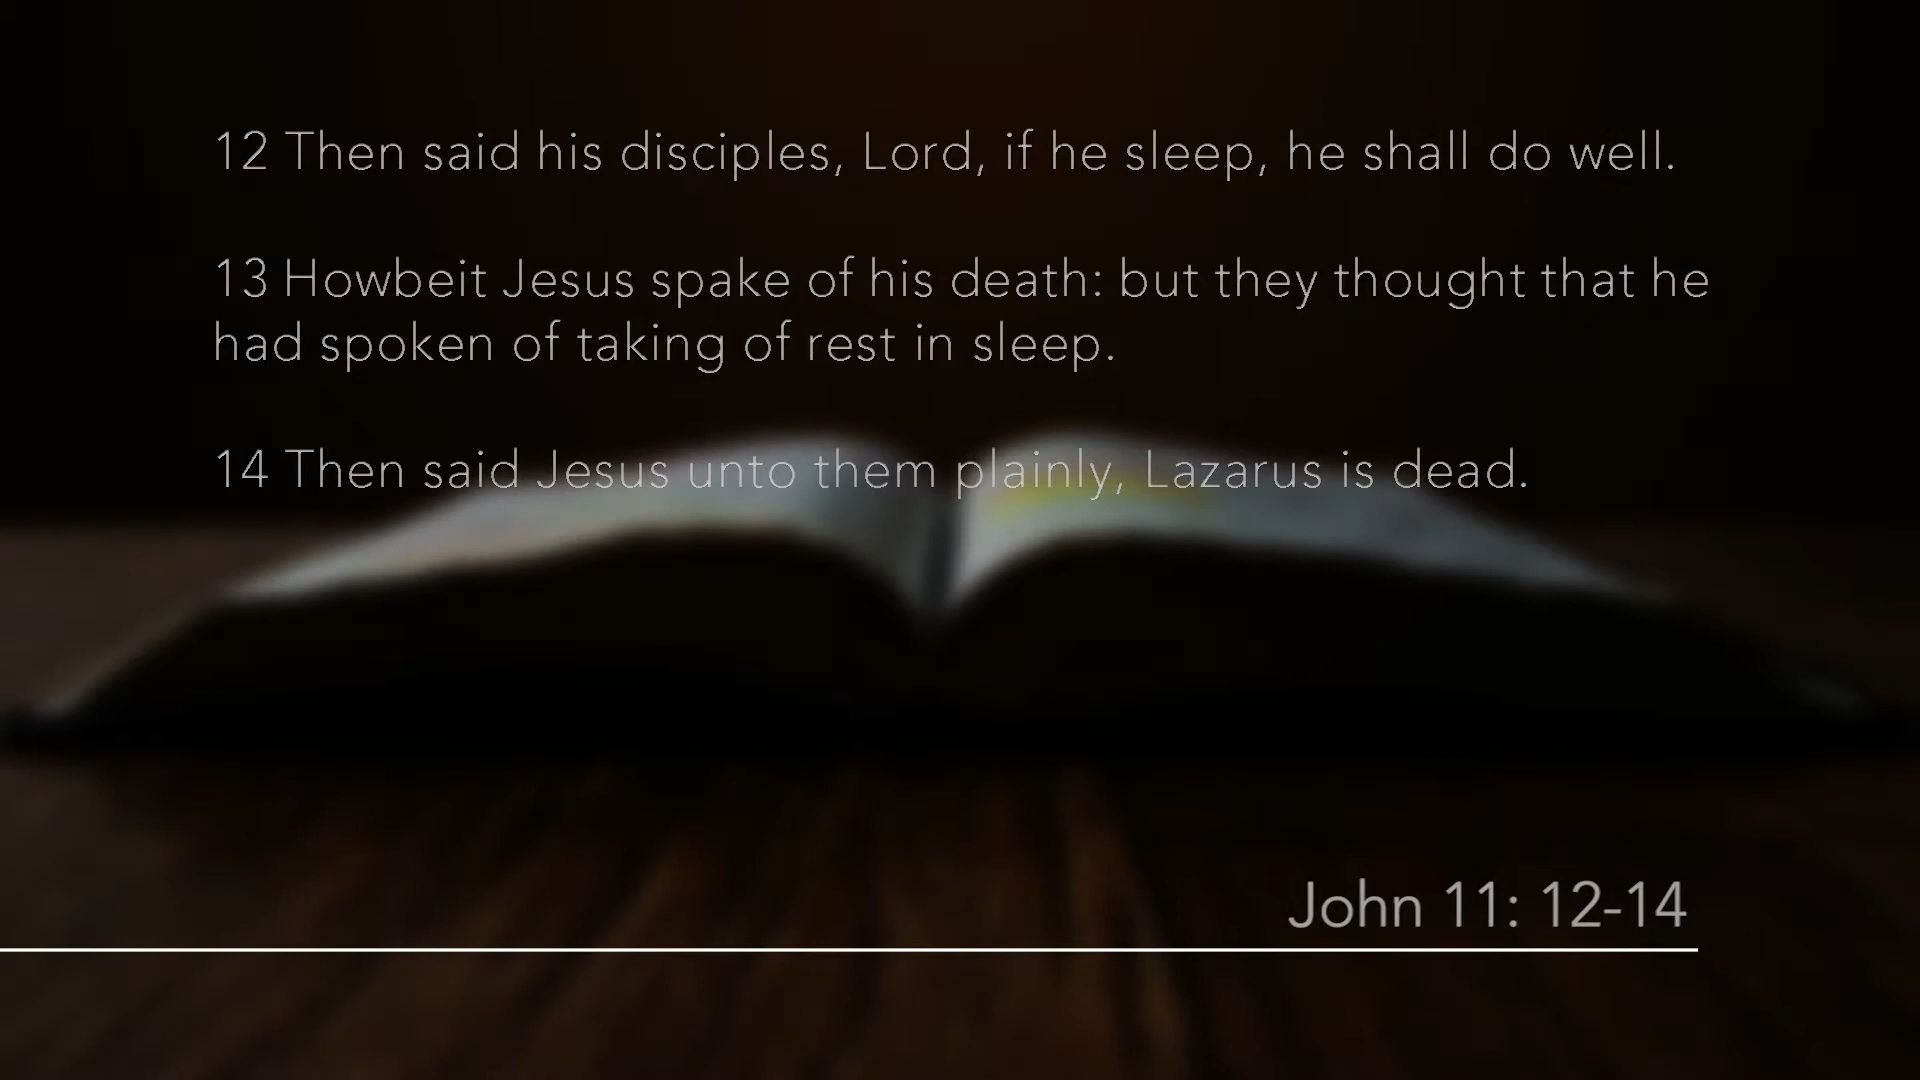 12 Then said his disciples, Lord, if he sleep, he shall do well.
13 Howbeit Jesus spake of his death: but they thought that he
had spoken of taking of rest in sleep.
14 Then said Jesus unto them plainly, Lazarus is dead.
John 11: 12-14